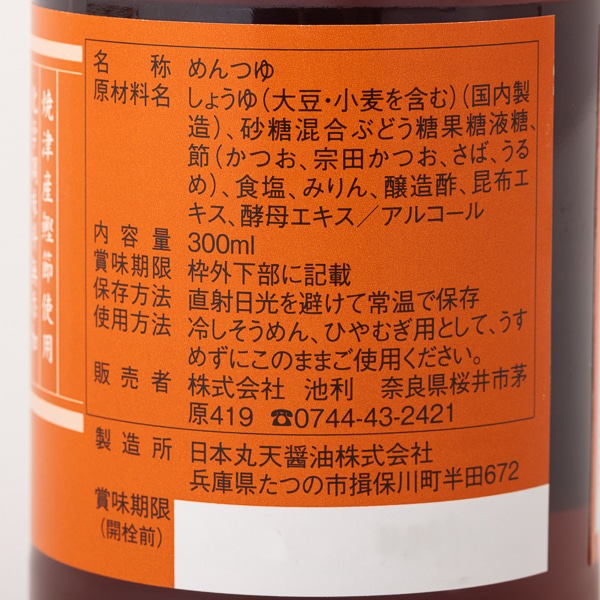 名称 めんつゆ
原材料名 しょうゆ(大豆・小麦を含む)(国内製
造)、砂糖混合ぶどう糖果糖液糖、
節(かつお、宗田かつお、さば、うる
め)、食塩、みりん、醸造酢、昆布エ
キス、酵母エキス/アルコール
内容量 300ml
賞味期限 枠外下部に記載
保存方法 直射日光を避けて常温で保存
使用方法 冷しそうめん、ひやむぎ用として、うす
めずにこのままご使用ください。
販売者 株式会社 池利 奈良県桜井市茅
原419 ☎0744-43-2421
製造所 日本丸天醤油株式会社
兵庫県たつの市揖保川町半田672
賞味期限
(開栓前)
焼津産鰹節使用
化学調味料無添加